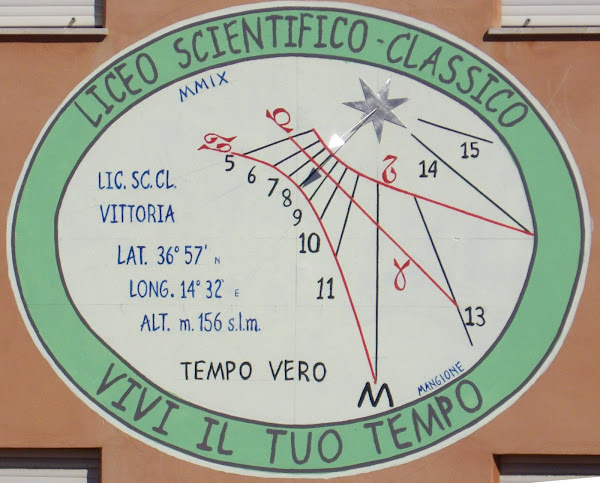 LICEO SCIENTIFICO-CLASSICO
MMIX
LIC. SC. CL.
VITTORIA
LAT. 36° 57' N
LONG. 14° 32' E
ALT. m. 156 s.l.m.
TEMPO VERO
5
6
7
8
9
10
11
M
13
14
15
MANGIONE
VIVI IL TUO TEMPO